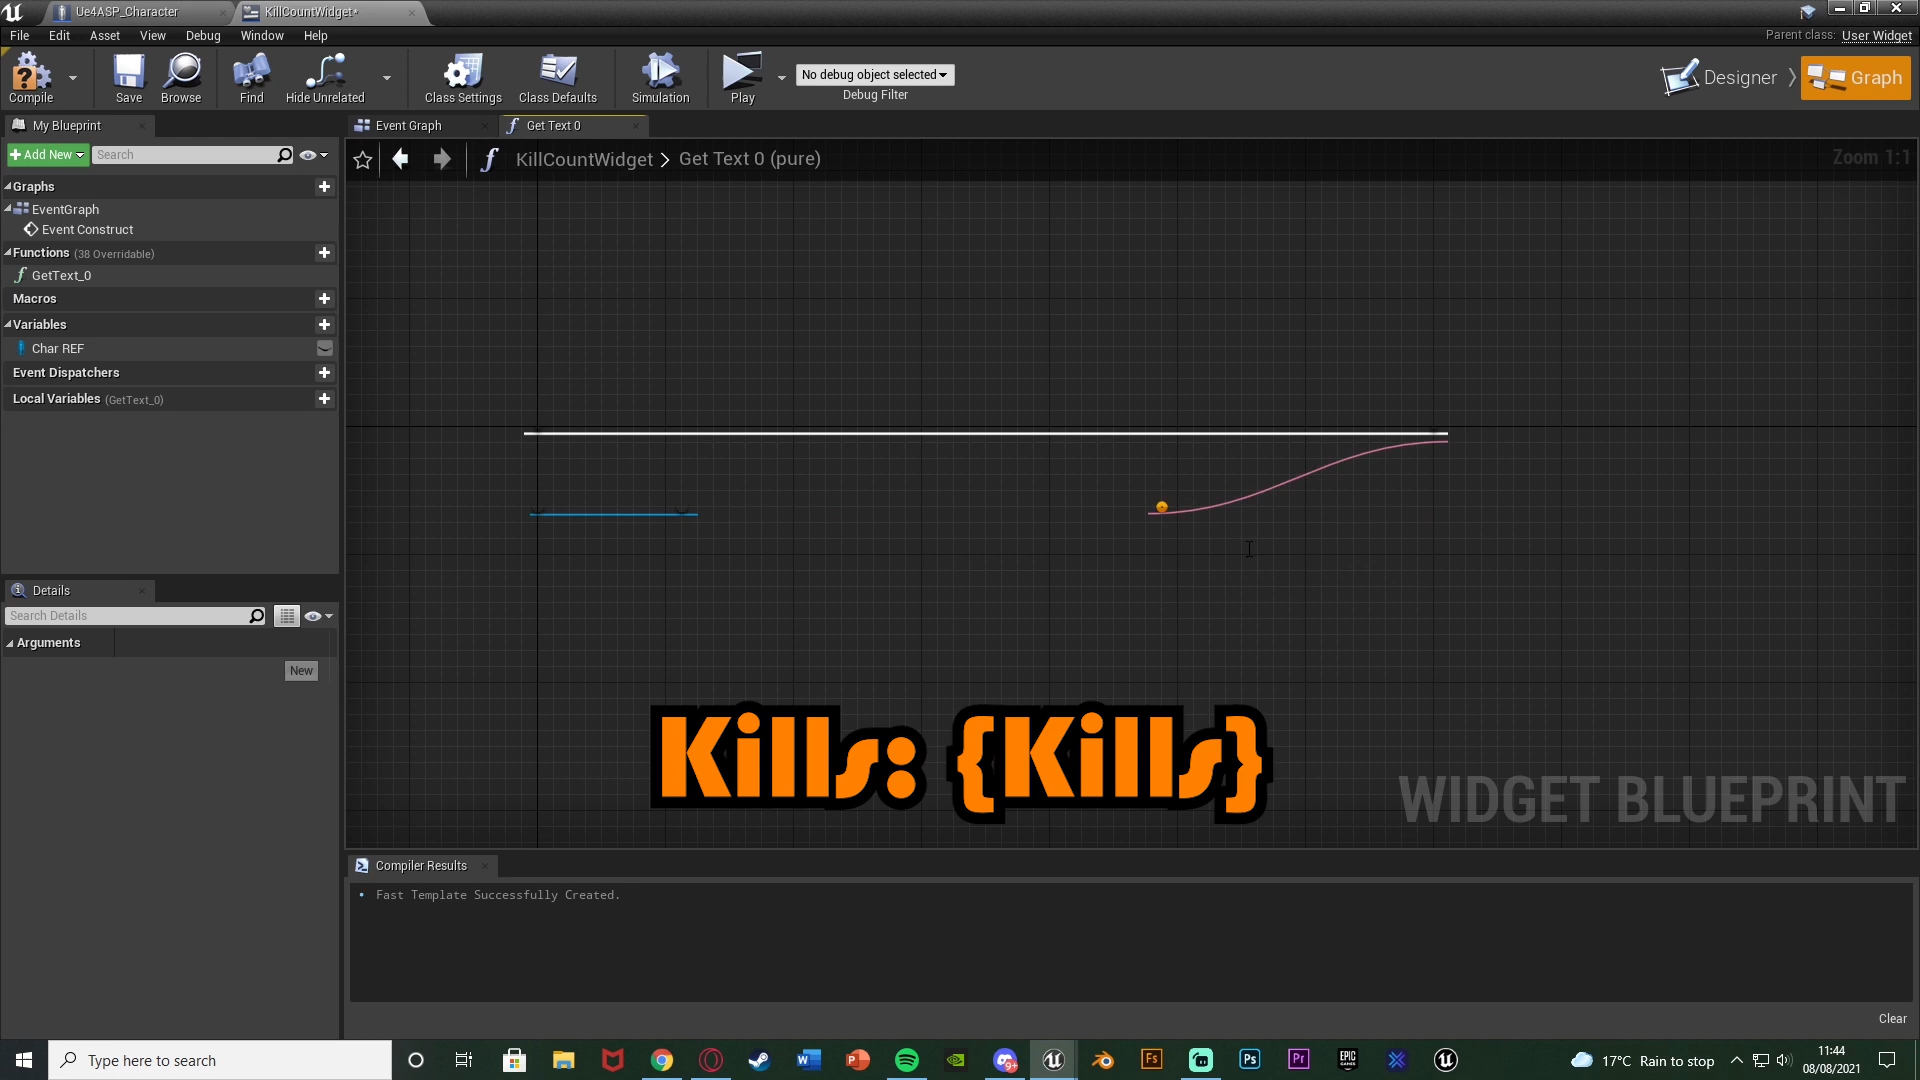 Ue4ASP_Character
KillCountWidget*
File Edit Asset View Debug Window Help
Parent class: User Widget
Compile
Save
Browse
Find
Hide Unrelated
Class Settings
Class Defaults
Simulation
Play
No debug object selected
Debug Filter
Designer
Graph
My Blueprint
Event Graph
Get Text 0
+Add New
Search
KillCountWidget > Get Text 0 (pure)
Zoom 1:1
Graphs
EventGraph
Event Construct
Functions (38 Overridable)
GetText_0
Macros
Variables
Char REF
Event Dispatchers
Local Variables (GetText_0)
Details
Search Details
Arguments
New
Kills: {Kills}
WIDGET BLUEPRINT
Compiler Results
• Fast Template Successfully Created.
Clear
Type here to search
17°C Rain to stop
11:44
08/08/2021